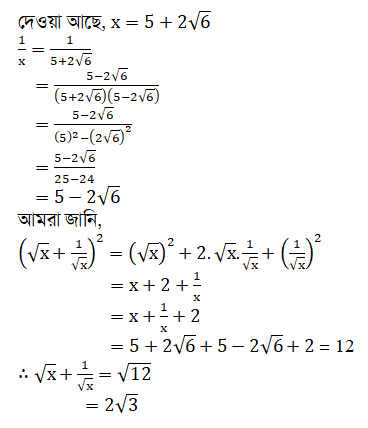 দেওয়া আছে, x = 5 + 2√6
1/x = 1/(5+2√6)
= (5−2√6)/((5+2√6)(5−2√6))
= (5−2√6)/((5)²−(2√6)²)
= (5−2√6)/(25−24)
= 5 − 2√6
আমরা জানি,
(√x + 1/√x)² = (√x)² + 2.√x.1/√x + (1/√x)²
= x + 2 + 1/x
= x + 1/x + 2
= 5 + 2√6 + 5 − 2√6 + 2 = 12
∴ √x + 1/√x = √12
= 2√3